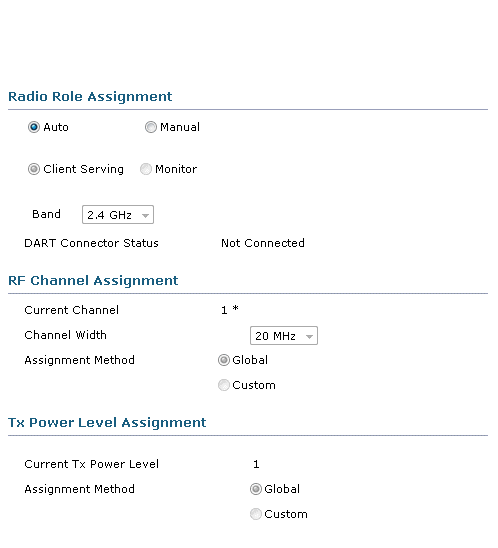 Radio Role Assignment
Auto Manual
Client Serving Monitor
Band 2.4 GHz
DART Connector Status Not Connected
RF Channel Assignment
Current Channel 1 *
Channel Width 20 MHz
Assignment Method Global
Custom
Tx Power Level Assignment
Current Tx Power Level 1
Assignment Method Global
Custom